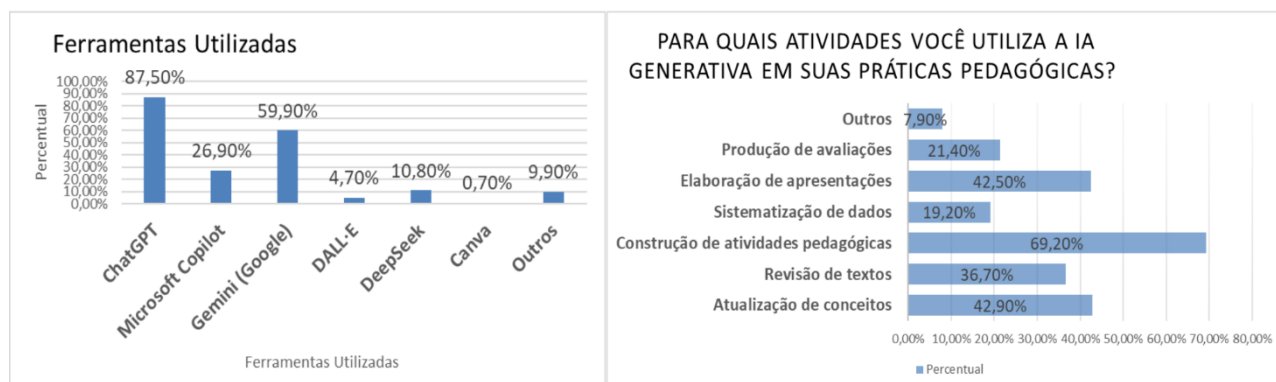 Ferramentas Utilizadas
Percentual
100,00%
90,00%
80,00%
70,00%
60,00%
50,00%
40,00%
30,00%
20,00%
10,00%
0,00%
87,50%
26,90%
59,90%
4,70%
10,80%
0,70%
9,90%
ChatGPT
Microsoft Copilot
Gemini (Google)
DALL·E
DeepSeek
Canva
Outros
Ferramentas Utilizadas
PARA QUAIS ATIVIDADES VOCÊ UTILIZA A IA
GENERATIVA EM SUAS PRÁTICAS PEDAGÓGICAS?
Outros 7,90%
Produção de avaliações 21,40%
Elaboração de apresentações 42,50%
Sistematização de dados 19,20%
Construção de atividades pedagógicas 69,20%
Revisão de textos 36,70%
Atualização de conceitos 42,90%
0,00% 10,00% 20,00% 30,00% 40,00% 50,00% 60,00% 70,00% 80,00%
Percentual